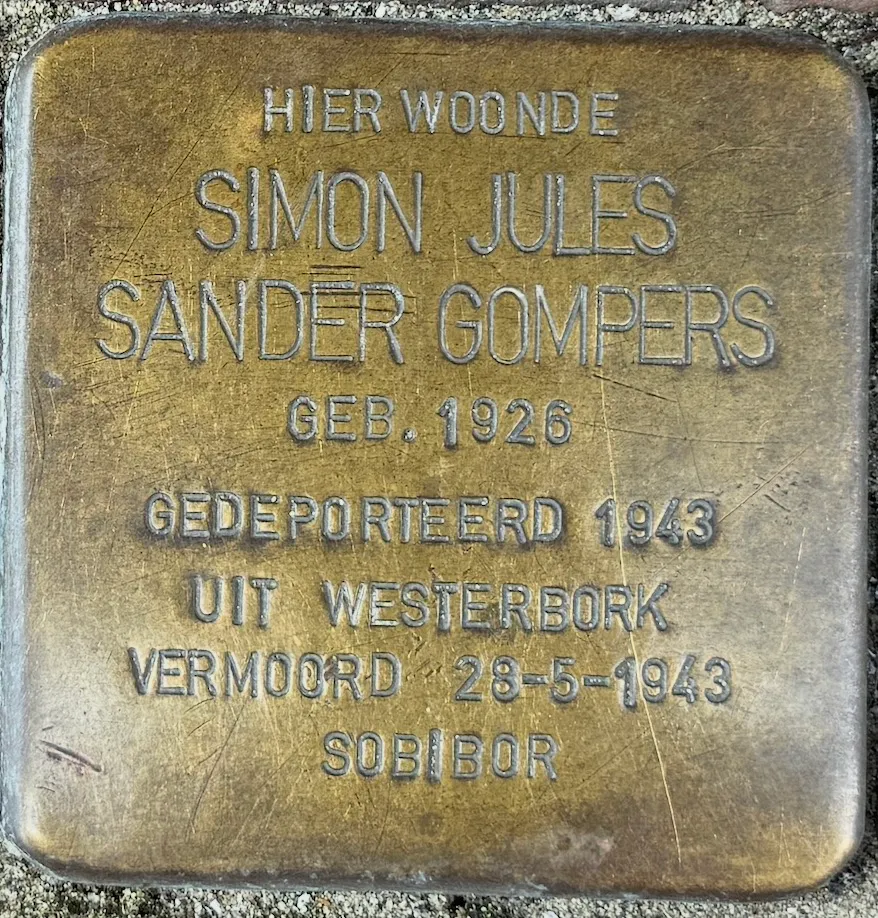 HIER WOONDE
SIMON JULES
SANDER GOMPERS
GEB. 1926
GEDEPORTEERD 1943
UIT WESTERBORK
VERMOORD 28-5-1943
SOBIBOR